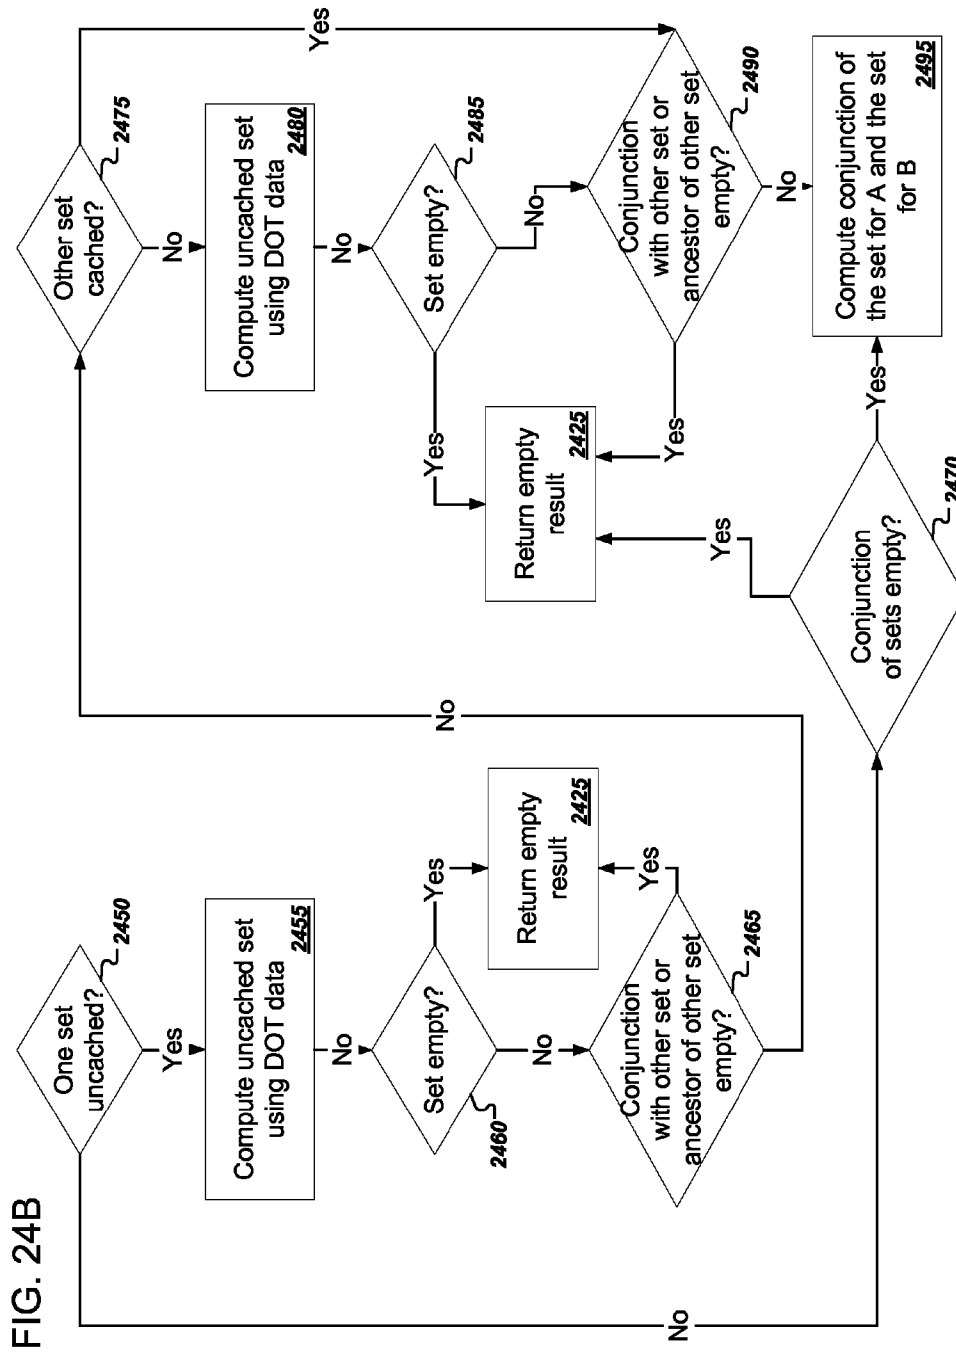 FIG. 24B
One set
uncached?
2450
Yes
No
Compute uncached set
using DOT data
2455
No
Set empty?
2460
Yes
No
Return empty
result
2425
Conjunction
with other set or
ancestor of other set
empty?
2465
Yes
No
Conjunction
of sets empty?
2470
Yes
Yes
Other set
cached?
2475
Yes
No
Compute uncached set
using DOT data
2480
No
Set empty?
2485
Yes
No
Return empty
result
2425
Conjunction
with other set or
ancestor of other set
empty?
2490
Yes
No
Compute conjunction of
the set for A and the set
for B
2495